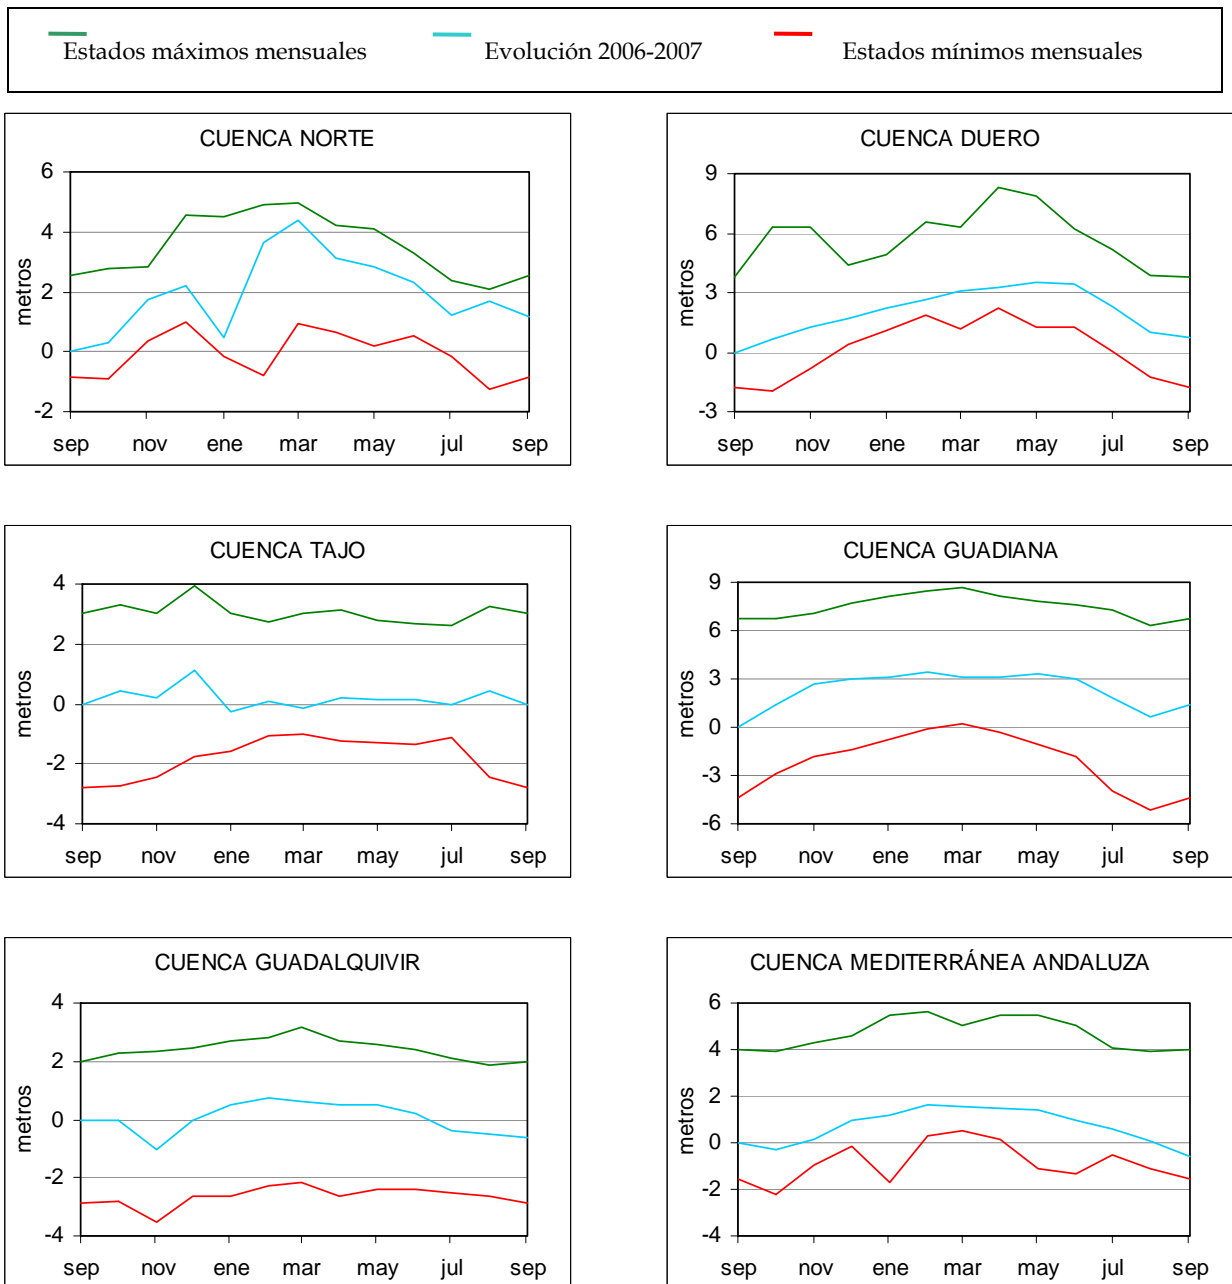 Estados máximos mensuales Evolución 2006-2007 Estados mínimos mensuales
CUENCA NORTE
metros
6
4
2
0
-2
sep nov ene mar may jul sep
CUENCA DUERO
metros
9
6
3
0
-3
sep nov ene mar may jul sep
CUENCA TAJO
metros
4
2
0
-2
-4
sep nov ene mar may jul sep
CUENCA GUADIANA
metros
9
6
3
0
-3
-6
sep nov ene mar may jul sep
CUENCA GUADALQUIVIR
metros
4
2
0
-2
-4
sep nov ene mar may jul sep
CUENCA MEDITERRÁNEA ANDALUZA
metros
6
4
2
0
-2
-4
sep nov ene mar may jul sep